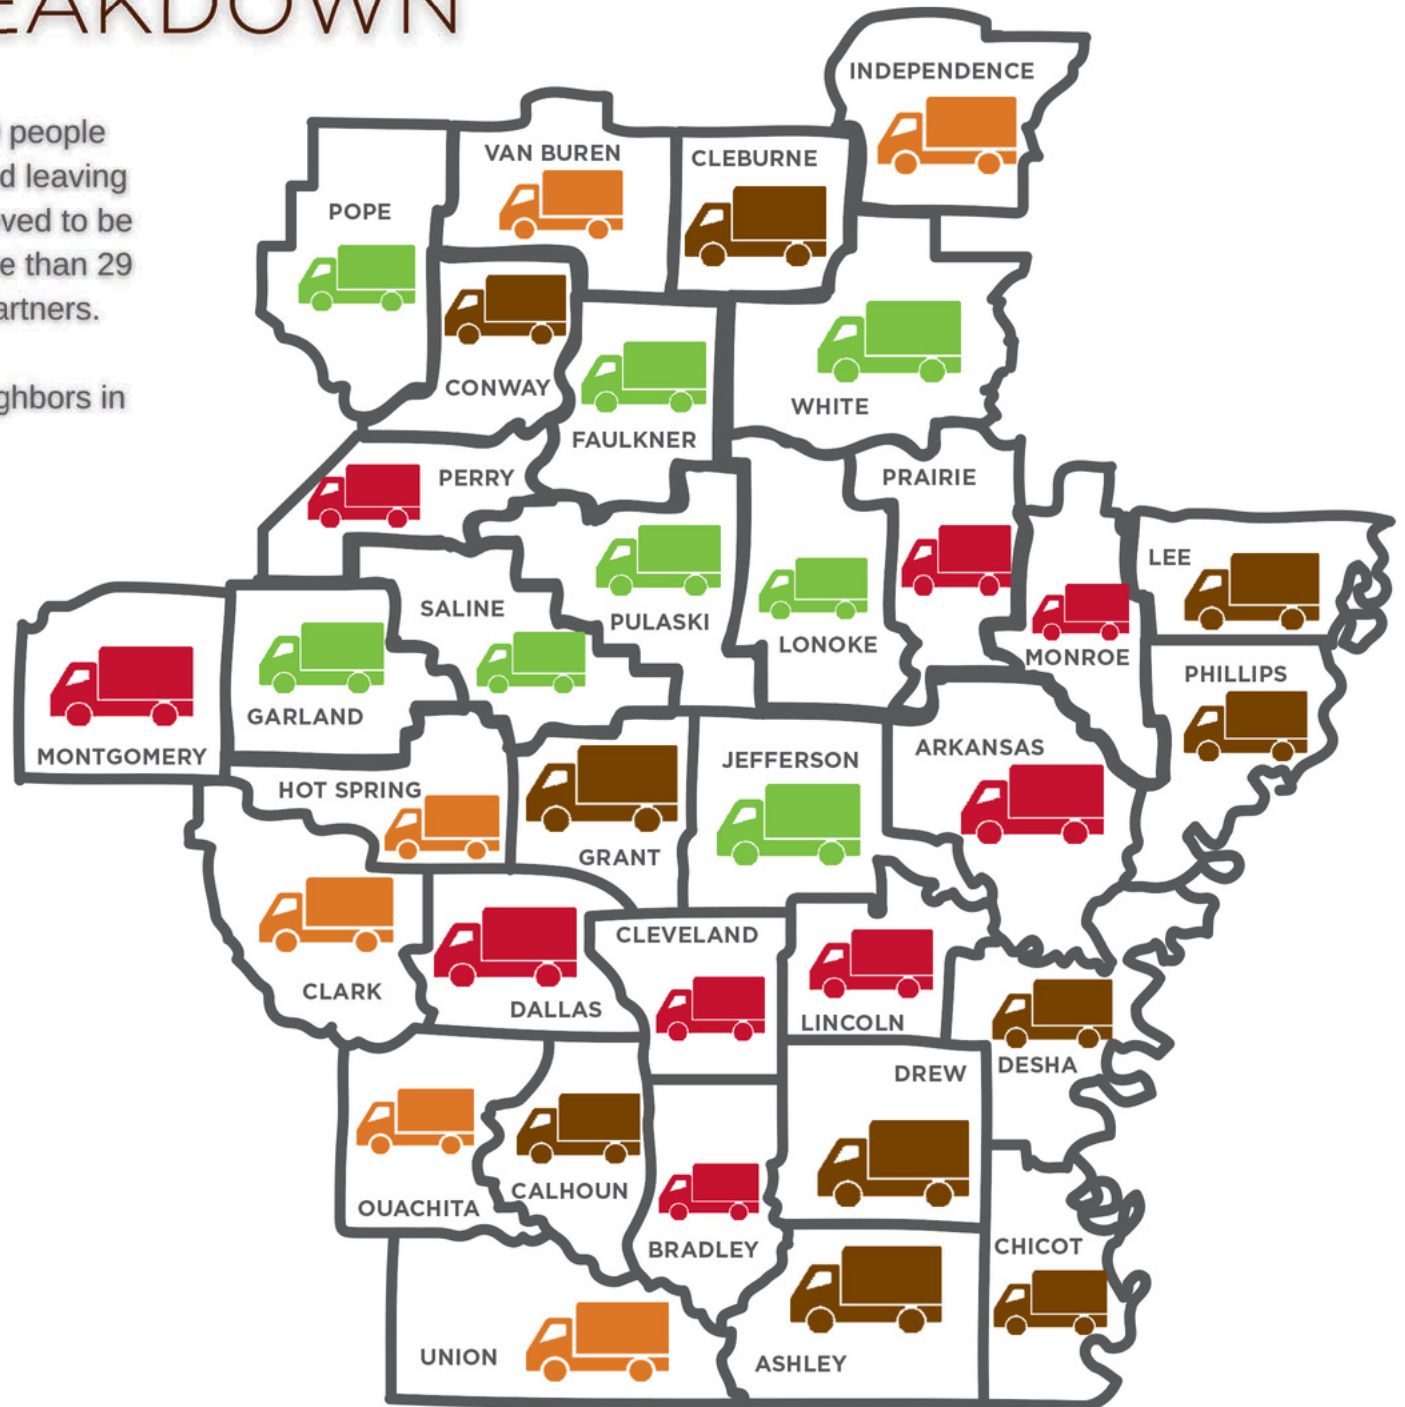 EAKDOWN
people
d leaving
ved to be
e than 29
artners.
ghbors in
INDEPENDENCE
VAN BUREN
CLEBURNE
POPE
CONWAY
WHITE
FAULKNER
PERRY
PRAIRIE
LEE
SALINE
PULASKI
LONOKE
MONROE
PHILLIPS
GARLAND
MONTGOMERY
ARKANSAS
JEFFERSON
HOT SPRING
GRANT
CLEVELAND
CLARK
DALLAS
LINCOLN
DESHA
DREW
CALHOUN
OUACHITA
BRADLEY
CHICOT
UNION
ASHLEY